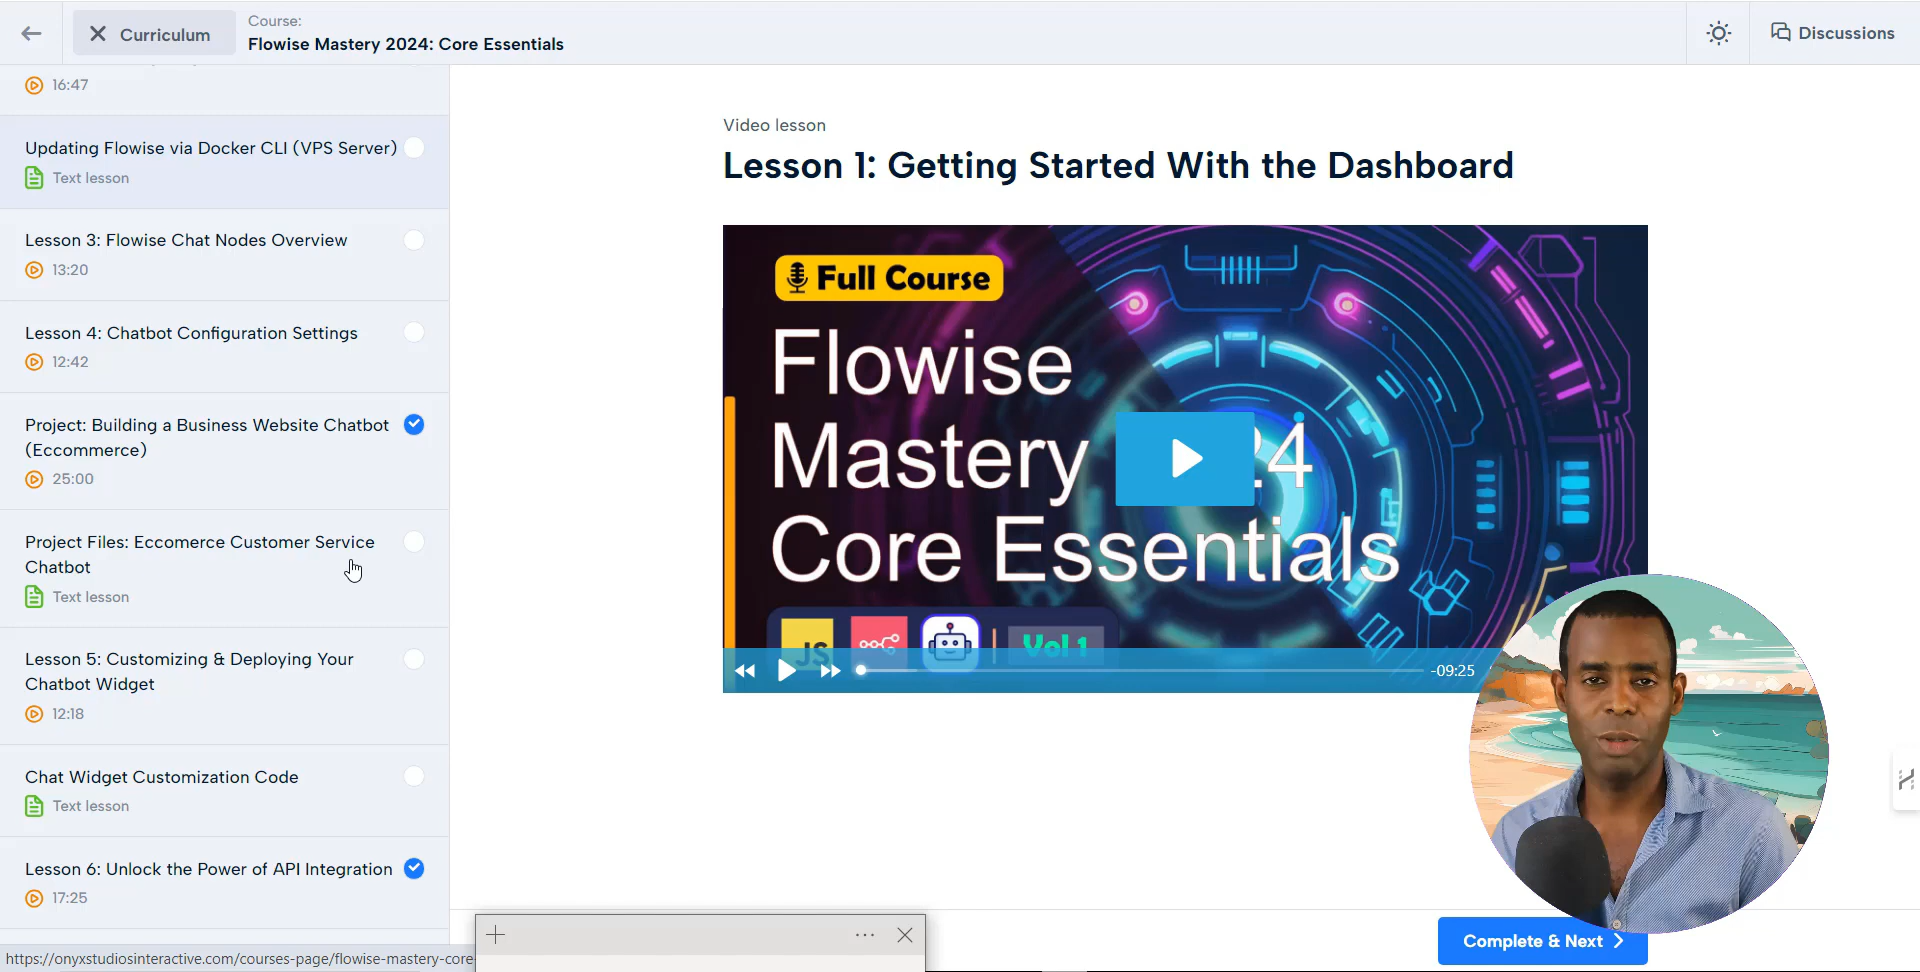 Curriculum
Course:
Flowise Mastery 2024: Core Essentials
Discussions
16:47
Updating Flowise via Docker CLI (VPS Server)
Text lesson
Lesson 3: Flowise Chat Nodes Overview
13:20
Lesson 4: Chatbot Configuration Settings
12:42
Project: Building a Business Website Chatbot
(Eccommerce)
25:00
Project Files: Eccomerce Customer Service
Chatbot
Text lesson
Lesson 5: Customizing & Deploying Your
Chatbot Widget
12:18
Chat Widget Customization Code
Text lesson
Lesson 6: Unlock the Power of API Integration
17:25
https://onyxstudiosinteractive.com/courses-page/flowise-mastery-core
Video lesson
Lesson 1: Getting Started With the Dashboard
Full Course
Flowise
Mastery 24
Core Essentials
JS
Vol 1
-09:25
Complete & Next